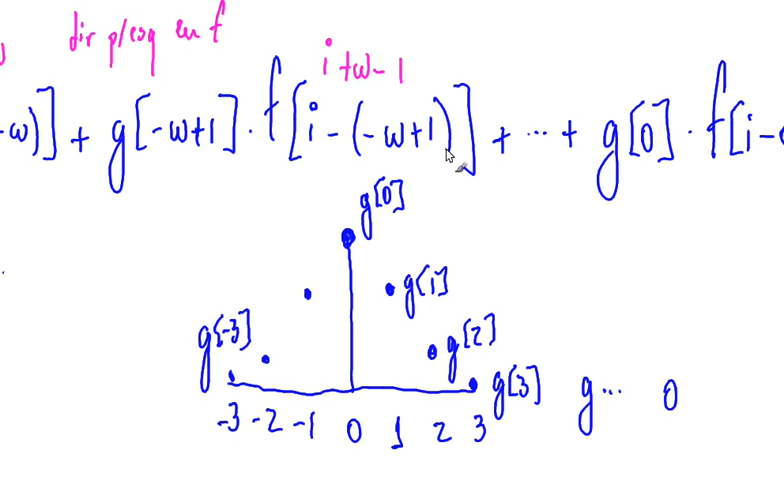 dir p/esq em f
i+w-1
-w)] + g[-w+1] . f[i-(-w+1)] + ... + g[0] . f[i-
g[0]
g[1]
g[-3]
g[2]
g[3] g... 0
-3 -2 -1 0 1 2 3